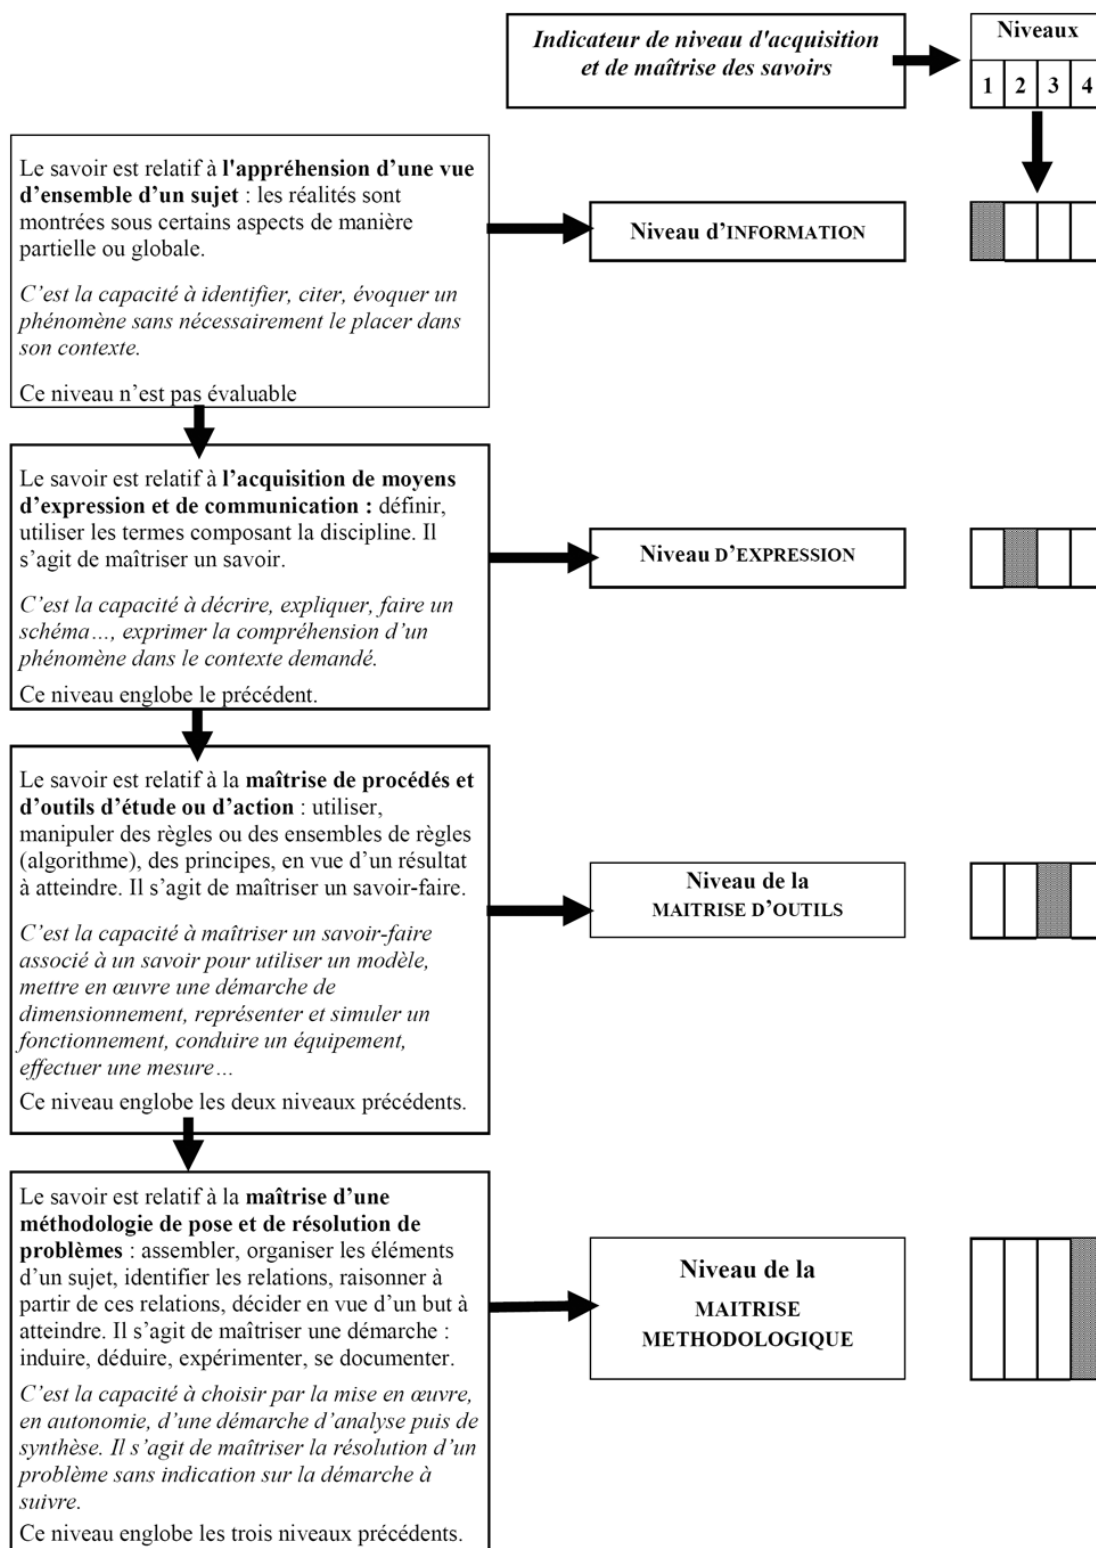 Indicateur de niveau d'acquisition
et de maîtrise des savoirs
Niveaux
1 2 3 4
Le savoir est relatif à l'appréhension d’une vue
d’ensemble d’un sujet : les réalités sont
montrées sous certains aspects de manière
partielle ou globale.
C’est la capacité à identifier, citer, évoquer un
phénomène sans nécessairement le placer dans
son contexte.
Ce niveau n’est pas évaluable
Niveau d’INFORMATION
Le savoir est relatif à l’acquisition de moyens
d’expression et de communication : définir,
utiliser les termes composant la discipline. Il
s’agit de maîtriser un savoir.
C’est la capacité à décrire, expliquer, faire un
schéma…, exprimer la compréhension d’un
phénomène dans le contexte demandé.
Ce niveau englobe le précédent.
Niveau D’EXPRESSION
Le savoir est relatif à la maîtrise de procédés et
d’outils d’étude ou d’action : utiliser,
manipuler des règles ou des ensembles de règles
(algorithme), des principes, en vue d’un résultat
à atteindre. Il s’agit de maîtriser un savoir-faire.
C’est la capacité à maîtriser un savoir-faire
associé à un savoir pour utiliser un modèle,
mettre en œuvre une démarche de
dimensionnement, représenter et simuler un
fonctionnement, conduire un équipement,
effectuer une mesure…
Ce niveau englobe les deux niveaux précédents.
Niveau de la
MAITRISE D’OUTILS
Le savoir est relatif à la maîtrise d’une
méthodologie de pose et de résolution de
problèmes : assembler, organiser les éléments
d’un sujet, identifier les relations, raisonner à
partir de ces relations, décider en vue d’un but à
atteindre. Il s’agit de maîtriser une démarche :
induire, déduire, expérimenter, se documenter.
C’est la capacité à choisir par la mise en œuvre,
en autonomie, d’une démarche d’analyse puis de
synthèse. Il s’agit de maîtriser la résolution d’un
problème sans indication sur la démarche à
suivre.
Ce niveau englobe les trois niveaux précédents.
Niveau de la
MAITRISE
METHODOLOGIQUE